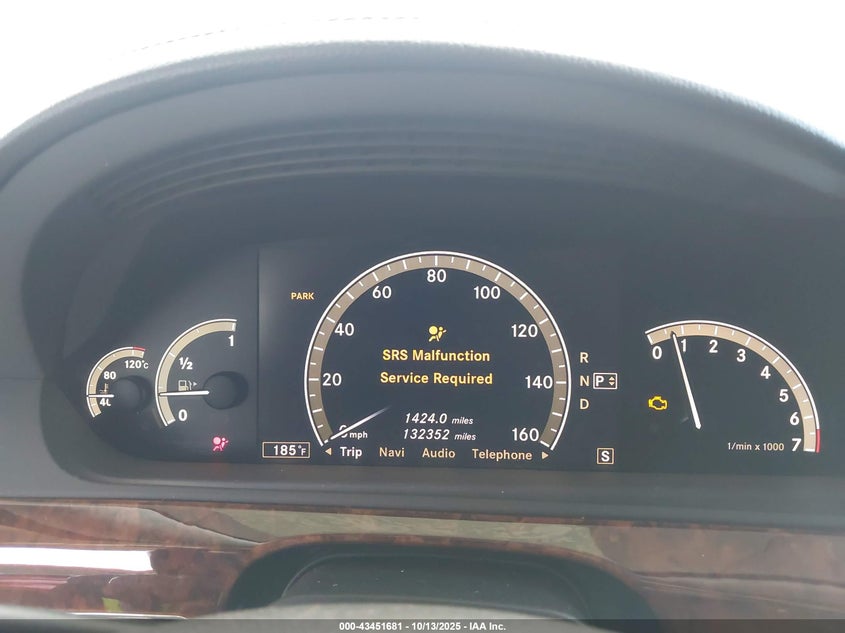 80
60
100
PARK
40
120
1
SRS Malfunction
R
120°c
½
0 1 2 3 4 5 6 7
80
Service Required
20
140
N P
40
D
0
1424.0 miles
mph
132352 miles
160
1/min x 1000
185°F
Trip Navi Audio Telephone
S
000-43451681 - 10/13/2025 - IAA Inc.